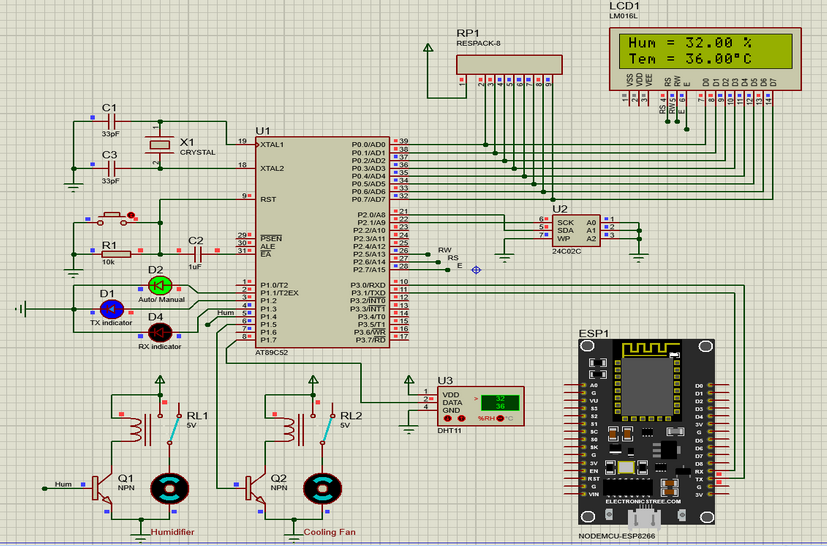 LCD1
LM016L
Hum = 32.00 %
Tem = 36.00°C
VSS VDD VEE RS RW E D0 D1 D2 D3 D4 D5 D6 D7
1 2 3 4 5 6 7 8 9 10 11 12 13 14
RS RW E
RP1
RESPACK-8
1 2 3 4 5 6 7 8 9
C1
33pF
X1
CRYSTAL
1
2
C3
33pF
R1
10k
C2
1uF
U1
19 XTAL1
18 XTAL2
9 RST
29 PSEN
30 ALE
31 EA
1 P1.0/T2
2 P1.1/T2EX
3 P1.2
4 P1.3
5 P1.4
6 P1.5
7 P1.6
8 P1.7
P0.0/AD0 39
P0.1/AD1 38
P0.2/AD2 37
P0.3/AD3 36
P0.4/AD4 35
P0.5/AD5 34
P0.6/AD6 33
P0.7/AD7 32
P2.0/A8 21
P2.1/A9 22
P2.2/A10 23
P2.3/A11 24
P2.4/A12 25
P2.5/A13 26
P2.6/A14 27
P2.7/A15 28
P3.0/RXD 10
P3.1/TXD 11
P3.2/INT0 12
P3.3/INT1 13
P3.4/T0 14
P3.5/T1 15
P3.6/WR 16
P3.7/RD 17
AT89C52
RW
RS
E
U2
6 SCK A0 1
5 SDA A1 2
7 WP A2 3
24C02C
D2
Auto/ Manual
D1
TX indicator
D4
RX indicator
Hum
U3
1 VDD
2 DATA
4 GND
> 32
36
%RH °C
DHT11
RL1
5V
RL2
5V
Q1
NPN
Q2
NPN
Hum
Humidifier
Cooling Fan
ESP1
A0 D0
G D1
VU D2
S3 D3
S2 D4
S1 3V
SC G
S0 D5
SK D6
G D7
3V D8
EN RX
RST TX
G G
VIN 3V
ELECTRONICSTREE.COM
NODEMCU-ESP8266